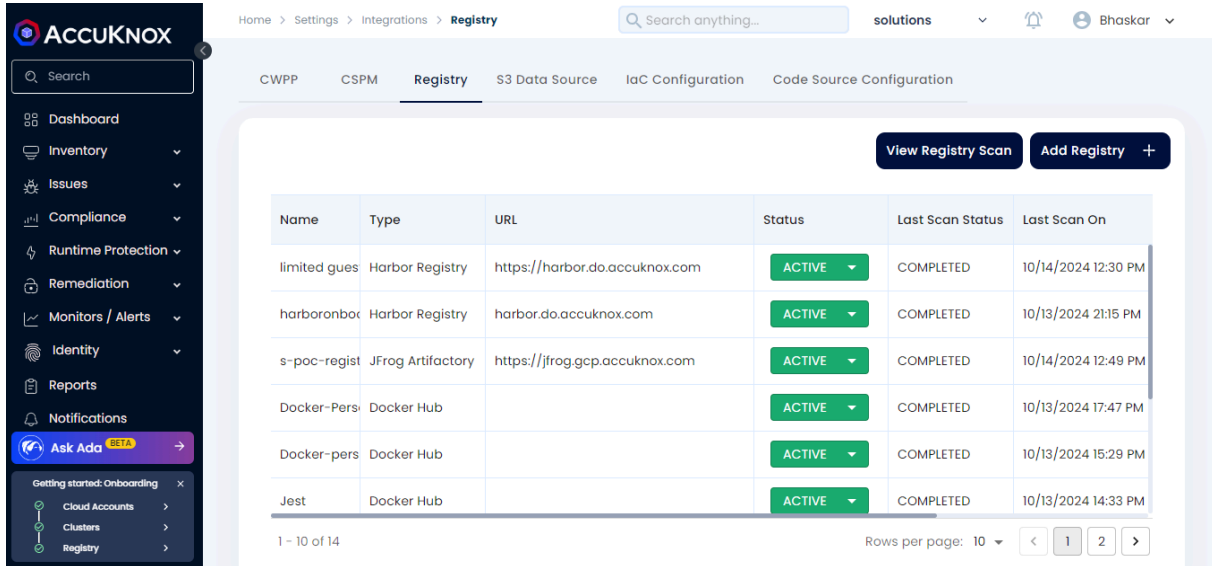 ACCUKNOX
Search
Dashboard
Inventory
Issues
Compliance
Runtime Protection
Remediation
Monitors / Alerts
Identity
Reports
Notifications
Ask Ada BETA
Getting started: Onboarding
Cloud Accounts
Clusters
Registry
Home > Settings > Integrations > Registry
Search anything...
solutions
Bhaskar
CWPP CSPM Registry S3 Data Source IaC Configuration Code Source Configuration
View Registry Scan Add Registry +
Name Type URL Status Last Scan Status Last Scan On
limited gues Harbor Registry https://harbor.do.accuknox.com ACTIVE COMPLETED 10/14/2024 12:30 PM
harboronboc Harbor Registry harbor.do.accuknox.com ACTIVE COMPLETED 10/13/2024 21:15 PM
s-poc-regist JFrog Artifactory https://jfrog.gcp.accuknox.com ACTIVE COMPLETED 10/14/2024 12:49 PM
Docker-Pers Docker Hub ACTIVE COMPLETED 10/13/2024 17:47 PM
Docker-pers Docker Hub ACTIVE COMPLETED 10/13/2024 15:29 PM
Jest Docker Hub ACTIVE COMPLETED 10/13/2024 14:33 PM
1 - 10 of 14
Rows per page: 10 < 1 2 >